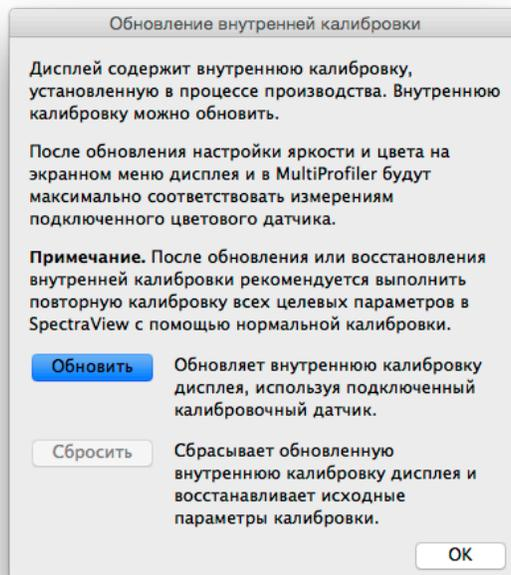 Обновление внутренней калибровки
Дисплей содержит внутреннюю калибровку,
установленную в процессе производства. Внутреннюю
калибровку можно обновить.
После обновления настройки яркости и цвета на
экранном меню дисплея и в MultiProfiler будут
максимально соответствовать измерениям
подключенного цветового датчика.
Примечание. После обновления или восстановления
внутренней калибровки рекомендуется выполнить
повторную калибровку всех целевых параметров в
SpectraView с помощью нормальной калибровки.
Обновить
Обновляет внутреннюю калибровку
дисплея, используя подключенный
калибровочный датчик.
Сбросить
Сбрасывает обновленную
внутреннюю калибровку дисплея и
восстанавливает исходные
параметры калибровки.
OK